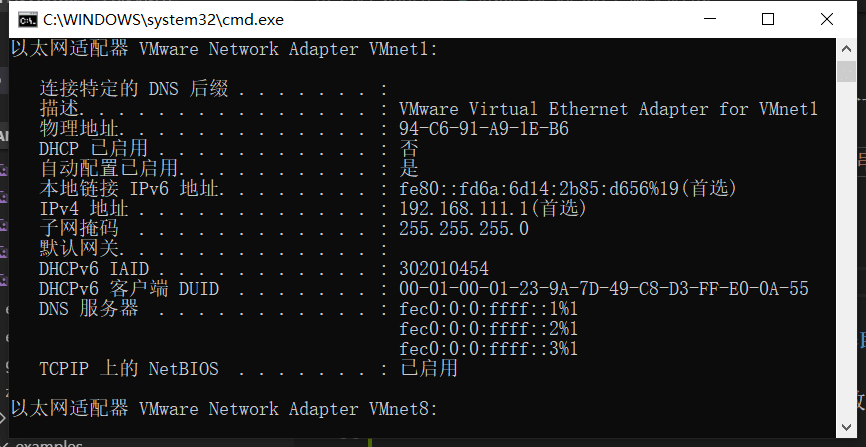 C:\WINDOWS\system32\cmd.exe
以太网适配器 VMware Network Adapter VMnet1:
连接特定的 DNS 后缀 . . . . . . . :
描述. . . . . . . . . . . . . . . : VMware Virtual Ethernet Adapter for VMnet1
物理地址. . . . . . . . . . . . . : 94-C6-91-A9-1E-B6
DHCP 已启用 . . . . . . . . . . . : 否
自动配置已启用. . . . . . . . . . : 是
本地链接 IPv6 地址. . . . . . . . : fe80::fd6a:6d14:2b85:d656%19(首选)
IPv4 地址 . . . . . . . . . . . . : 192.168.111.1(首选)
子网掩码  . . . . . . . . . . . . : 255.255.255.0
默认网关. . . . . . . . . . . . . :
DHCPv6 IAID . . . . . . . . . . . : 302010454
DHCPv6 客户端 DUID  . . . . . . . : 00-01-00-01-23-9A-7D-49-C8-D3-FF-E0-0A-55
DNS 服务器  . . . . . . . . . . . : fec0:0:0:ffff::1%1
fec0:0:0:ffff::2%1
fec0:0:0:ffff::3%1
TCPIP 上的 NetBIOS  . . . . . . . : 已启用
以太网适配器 VMware Network Adapter VMnet8:
examples